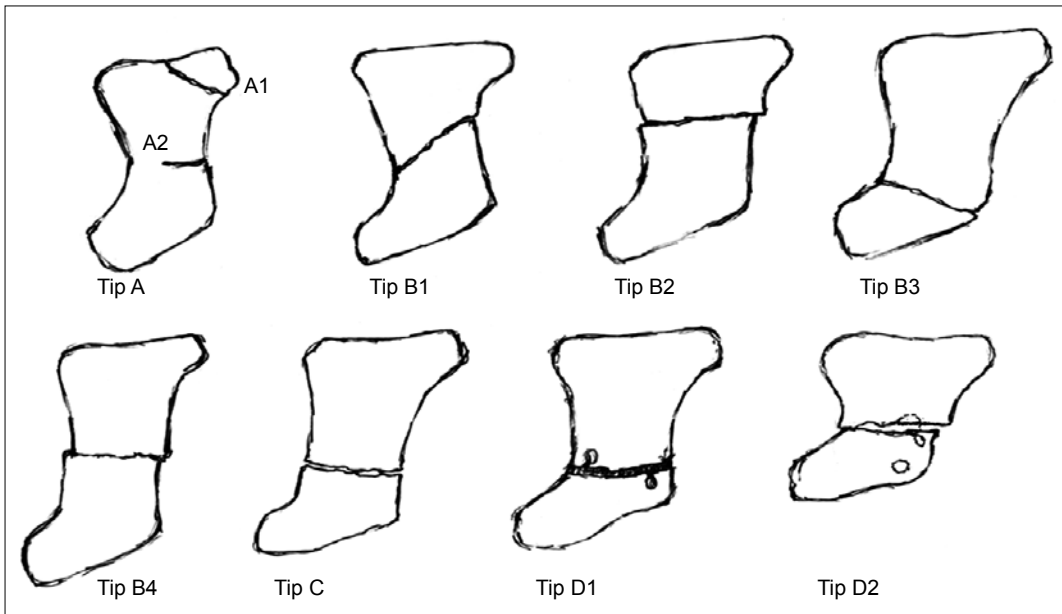 A1
A2
Tip A
Tip B1
Tip B2
Tip B3
Tip B4
Tip C
Tip D1
Tip D2